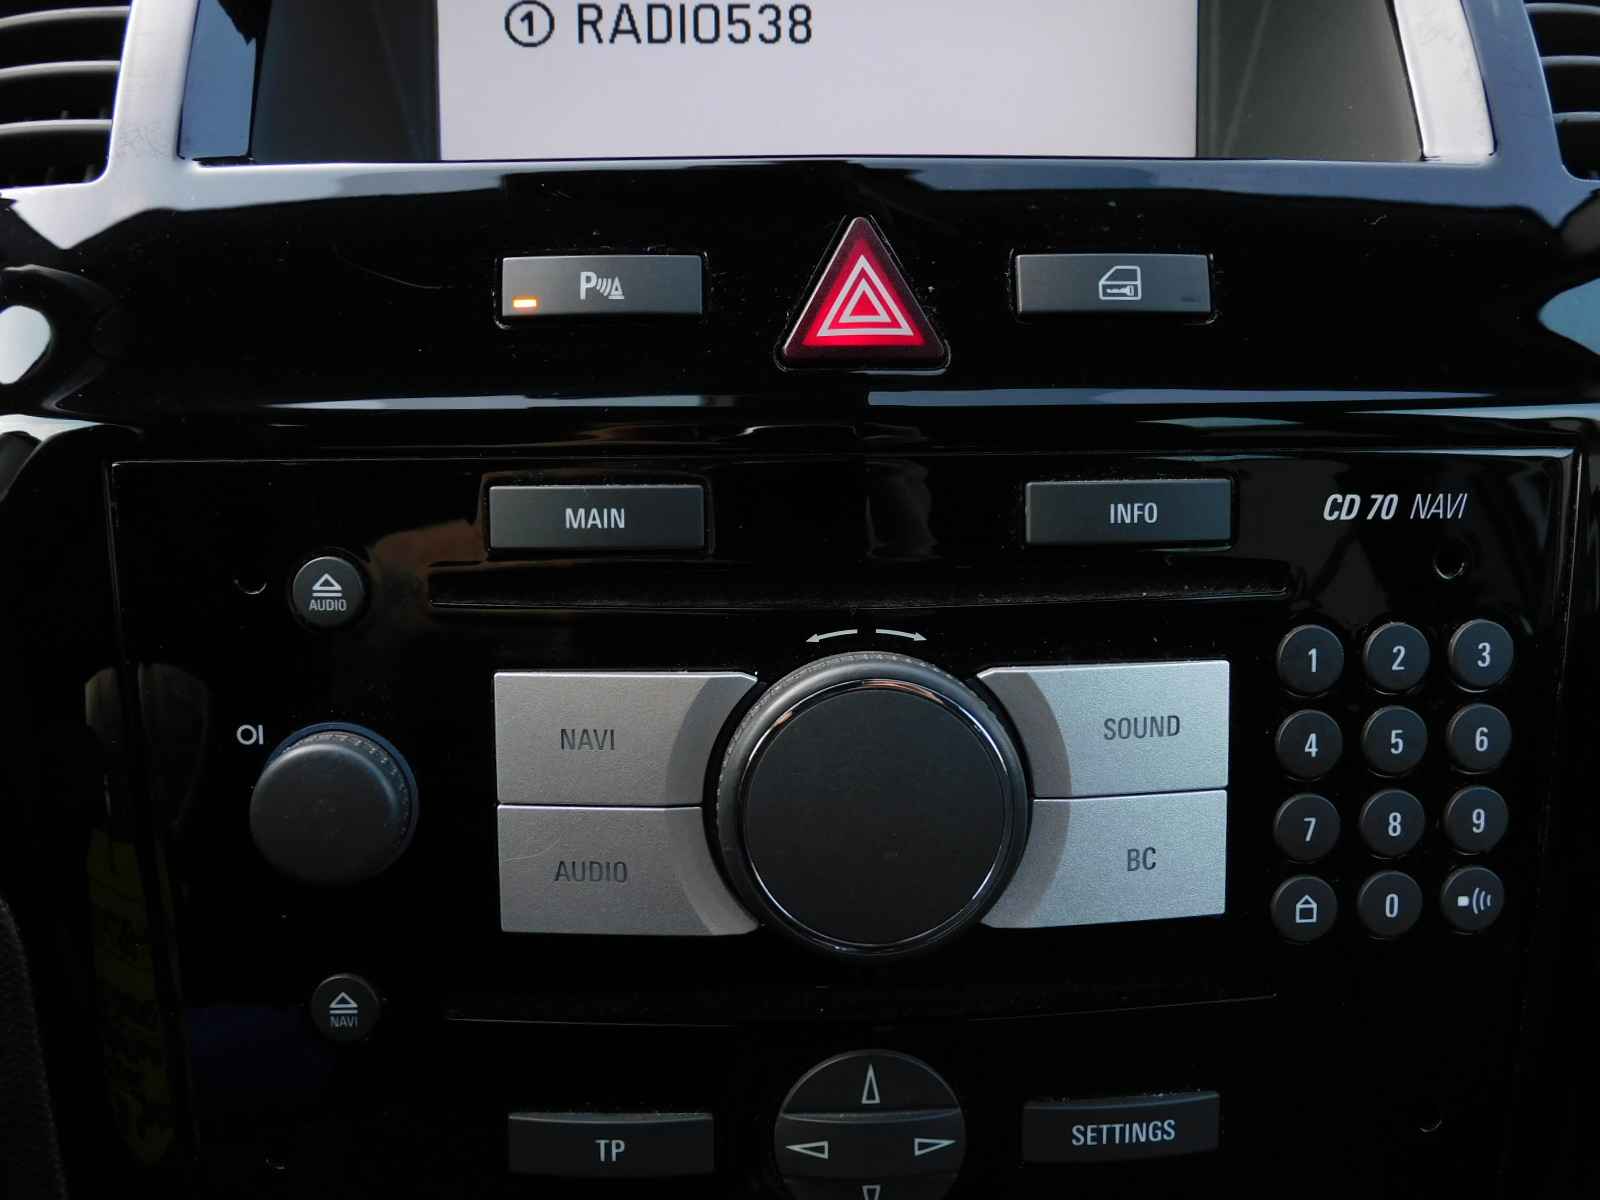 ① RADIO538
P
MAIN
INFO
CD 70 NAVI
AUDIO
1 2 3
NAVI
SOUND
OI
4 5 6
AUDIO
BC
7 8 9
0
NAVI
TP
SETTINGS